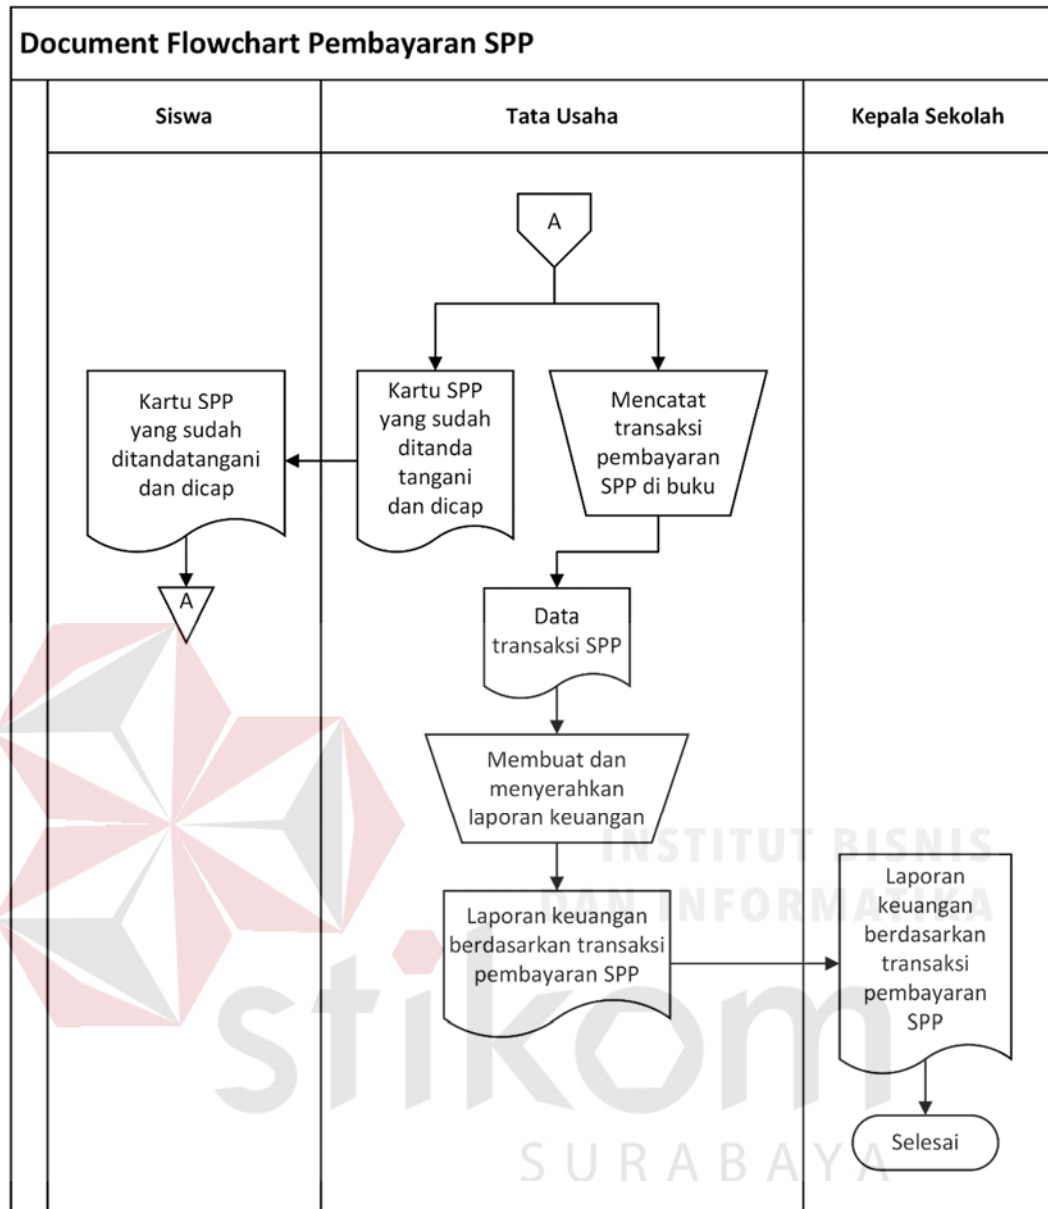 Document Flowchart Pembayaran SPP
Siswa
Tata Usaha
Kepala Sekolah
A
Kartu SPP
yang sudah
ditandatangani
dan dicap
Kartu SPP
yang sudah
ditanda
tangani
dan dicap
Mencatat
transaksi
pembayaran
SPP di buku
A
Data
transaksi SPP
Membuat dan
menyerahkan
laporan keuangan
Laporan keuangan
berdasarkan transaksi
pembayaran SPP
Laporan
keuangan
berdasarkan
transaksi
pembayaran
SPP
Selesai
INSTITUT BISNIS
DAN INFORMATIKA
stikom
SURABAYA